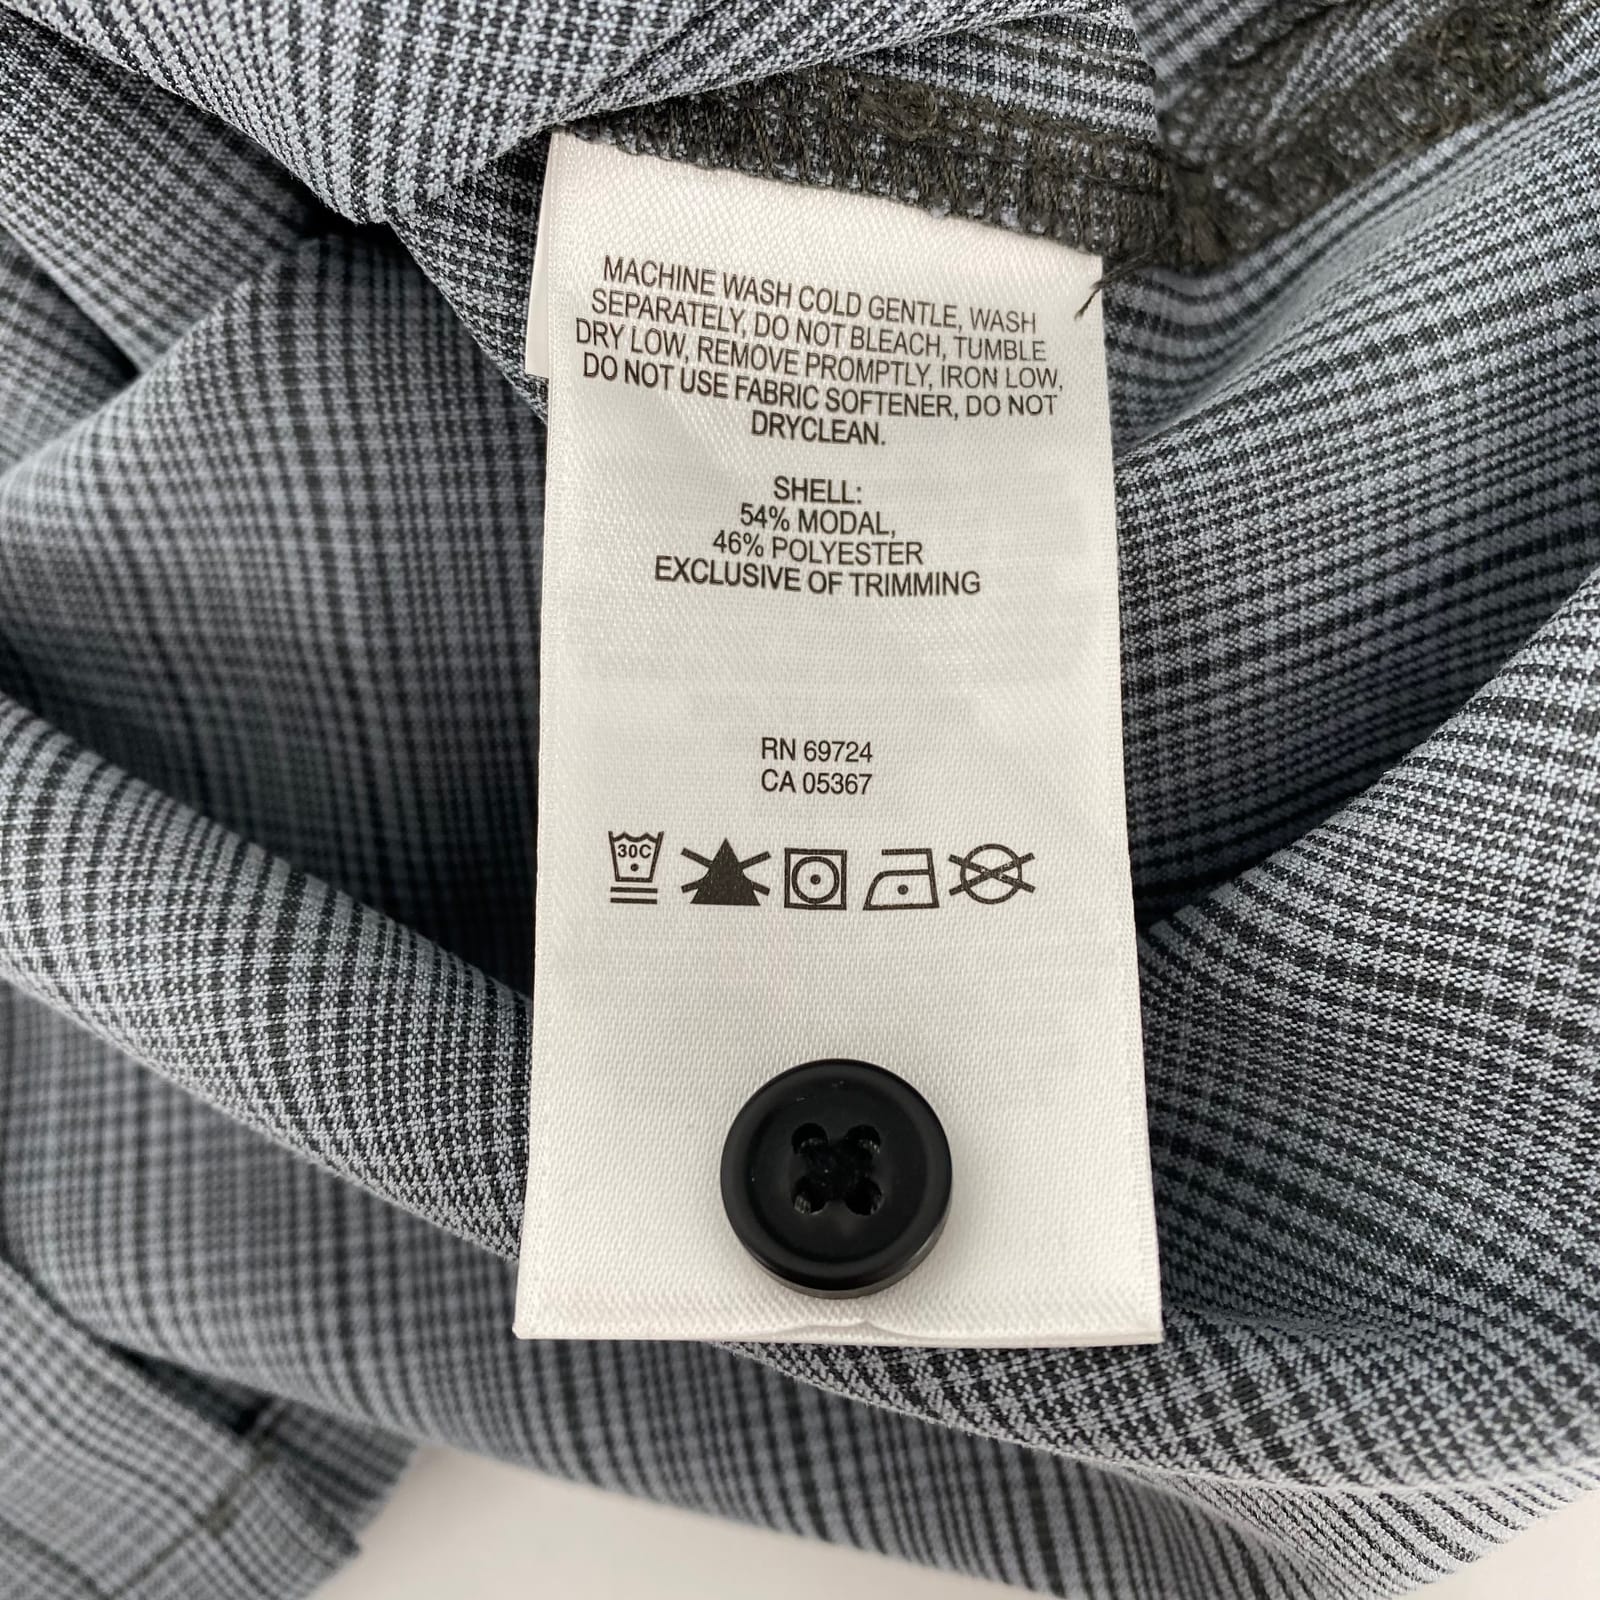 MACHINE WASH COLD GENTLE, WASH
SEPARATELY, DO NOT BLEACH, TUMBLE
DRY LOW, REMOVE PROMPTLY, IRON LOW,
DO NOT USE FABRIC SOFTENER, DO NOT
DRYCLEAN.
SHELL:
54% MODAL,
46% POLYESTER
EXCLUSIVE OF TRIMMING
RN 69724
CA 05367
30C